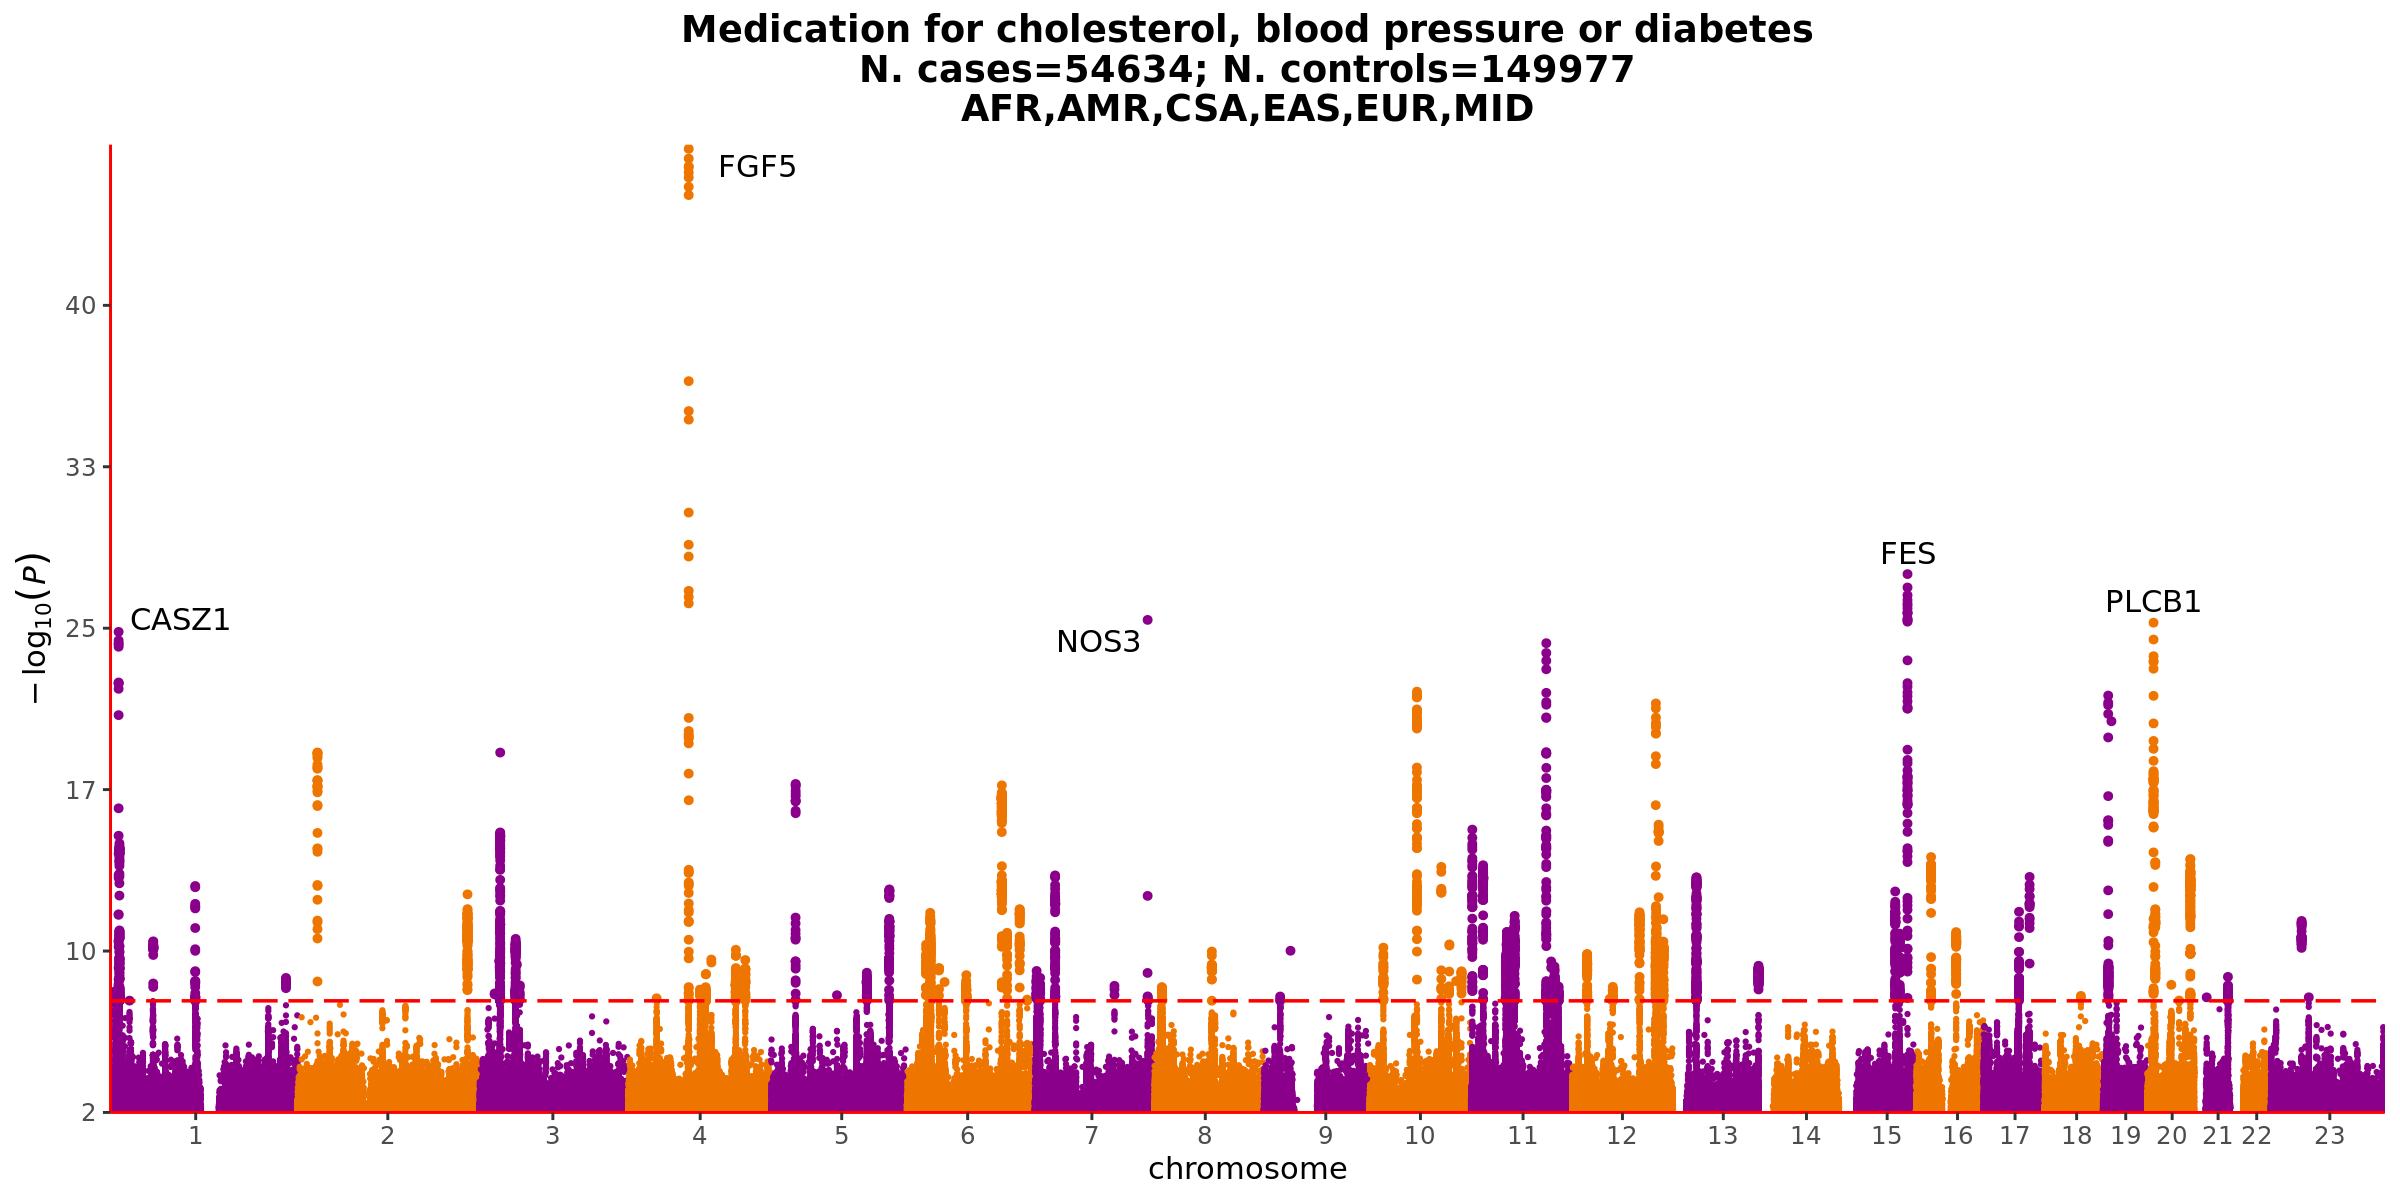 Medication for cholesterol, blood pressure or diabetes
N. cases=54634; N. controls=149977
AFR,AMR,CSA,EAS,EUR,MID
FGF5
40
33
FES
PLCB1
CASZ1
25
NOS3
17
10
2
−log10(P)
1 2 3 4 5 6 7 8 9 10 11 12 13 14 15 16 17 18 19 20 21 22 23
chromosome